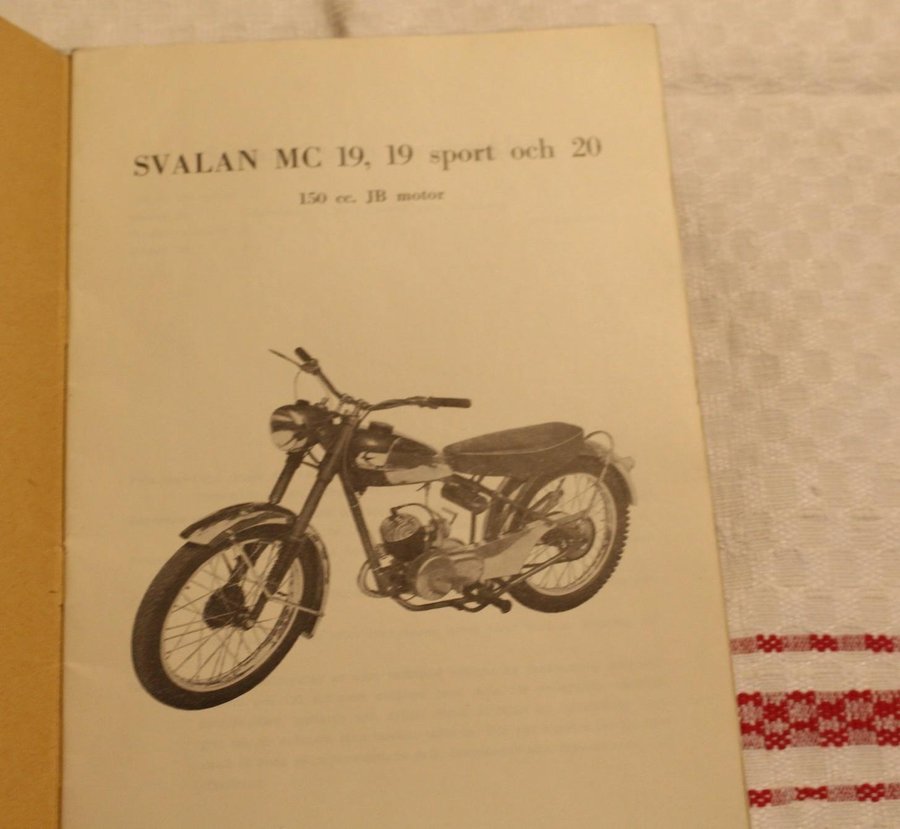 SVALAN MC 19, 19 sport och 20
150 cc. JB motor